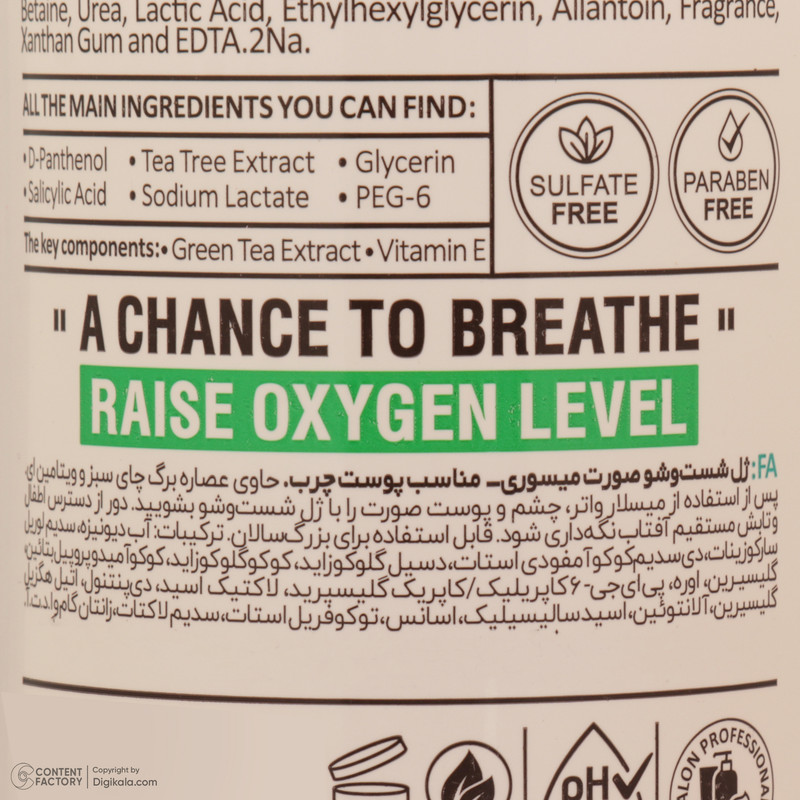 Betaine, Urea, Lactic Acid, Ethylhexylglycerin, Allantoin, Fragrance,
Xanthan Gum and EDTA.2Na.
ALL THE MAIN INGREDIENTS YOU CAN FIND:
• D-Panthenol • Tea Tree Extract • Glycerin
• Salicylic Acid • Sodium Lactate • PEG-6
The key components: • Green Tea Extract • Vitamin E
SULFATE
FREE
PARABEN
FREE
" A CHANCE TO BREATHE "
RAISE OXYGEN LEVEL
FA: ژل شست‌وشو صورت میسوری– مناسب پوست چرب. حاوی عصاره برگ چای سبز و ویتامین ای.
پس از استفاده از میسلار واتر، چشم و پوست صورت را با ژل شست‌وشو بشویید. دور از دسترس اطفال
و تابش مستقیم آفتاب نگه‌داری شود. قابل استفاده برای بزرگسالان. ترکیبات: آب دیونیزه، سدیم لوریل
سارکوزینات، دی‌سدیم کوکوآمفودی استات، دسیل گلوکوزاید، کوکوگلوکوزاید، کوکوآمیدوپروپیل بتائین،
گلیسیرین، اوره، پی‌ای‌جی-۶ کاپریلیک/کاپریک گلیسیرید، لاکتیک اسید، دی‌پنتنول، اتیل هگزیل
گلیسیرین، آلانتوئین، اسید سالیسیلیک، اسانس، توکوفریل استات، سدیم لاکتات، زانتان گام و ا.د.ت.آ.
pH
SALON PROFESSIONAL
CONTENT FACTORY
Copyright by
Digikala.com